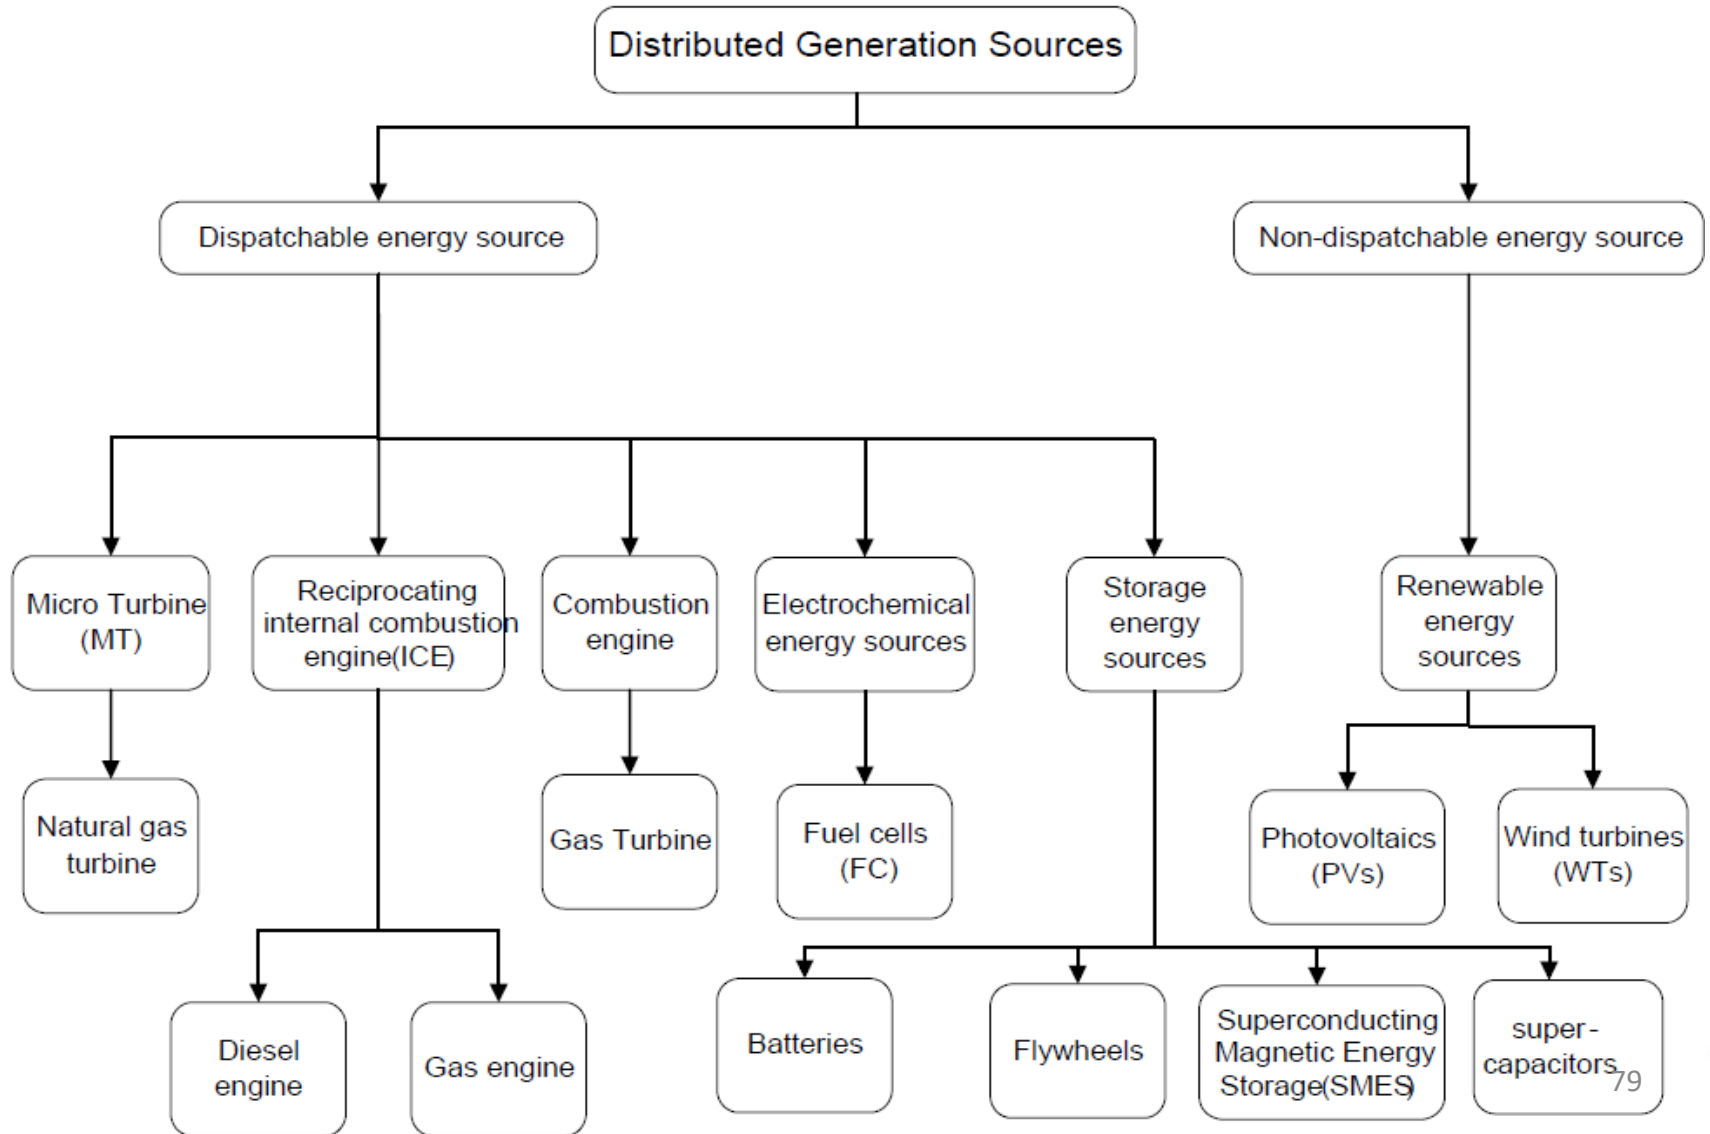 Distributed Generation Sources
Dispatchable energy source
Non-dispatchable energy source
Micro Turbine
(MT)
Reciprocating
internal combustion
engine(ICE)
Combustion
engine
Electrochemical
energy sources
Storage
energy
sources
Renewable
energy
sources
Natural gas
turbine
Gas Turbine
Fuel cells
(FC)
Photovoltaics
(PVs)
Wind turbines
(WTs)
Diesel
engine
Gas engine
Batteries
Flywheels
Superconducting
Magnetic Energy
Storage(SMES)
super-
capacitors
79